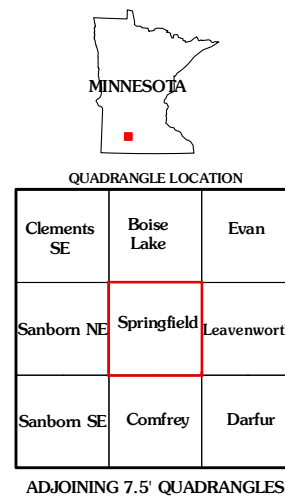 MINNESOTA
QUADRANGLE LOCATION
Clements SE
Boise Lake
Evan
Sanborn NE
Springfield
Leavenwort
Sanborn SE
Comfrey
Darfur
ADJOINING 7.5' QUADRANGLES